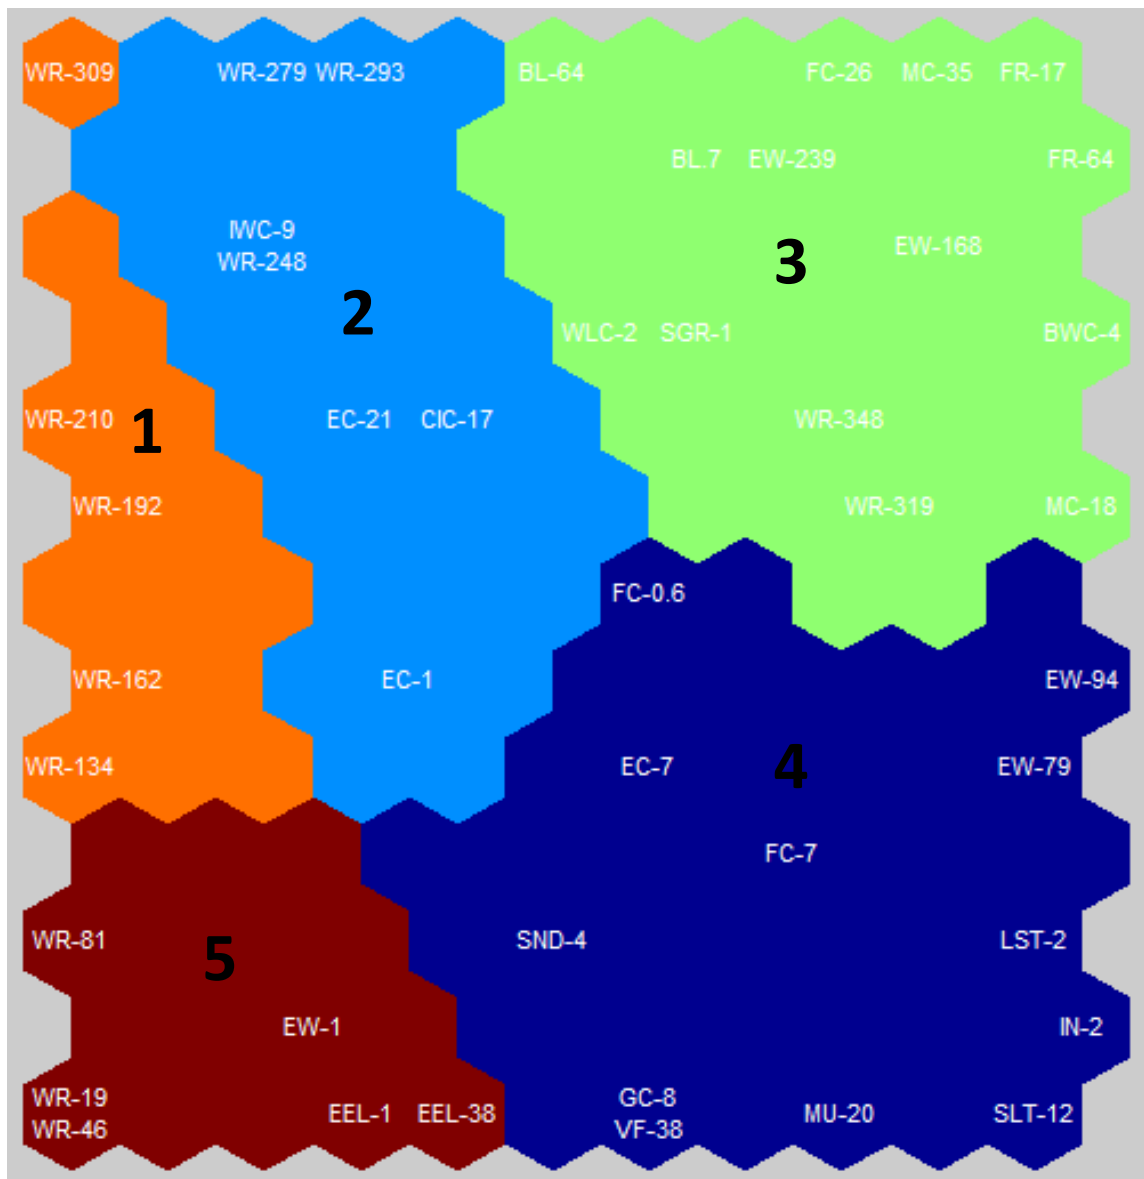 WR-309 WR-279 WR-293 BL-64 FC-26 MC-35 FR-17
BL.7 EW-239 FR-64
IWC-9
WR-248
EW-168
3
2
WLC-2 SGR-1 BWC-4
WR-210 1 EC-21 CIC-17 WR-348
WR-192 WR-319 MC-18
FC-0.6
WR-162 EC-1 EW-94
WR-134 EC-7 4 EW-79
FC-7
WR-81 SND-4 LST-2
5
EW-1 IN-2
WR-19
WR-46
EEL-1 EEL-38
GC-8
VF-38
MU-20 SLT-12